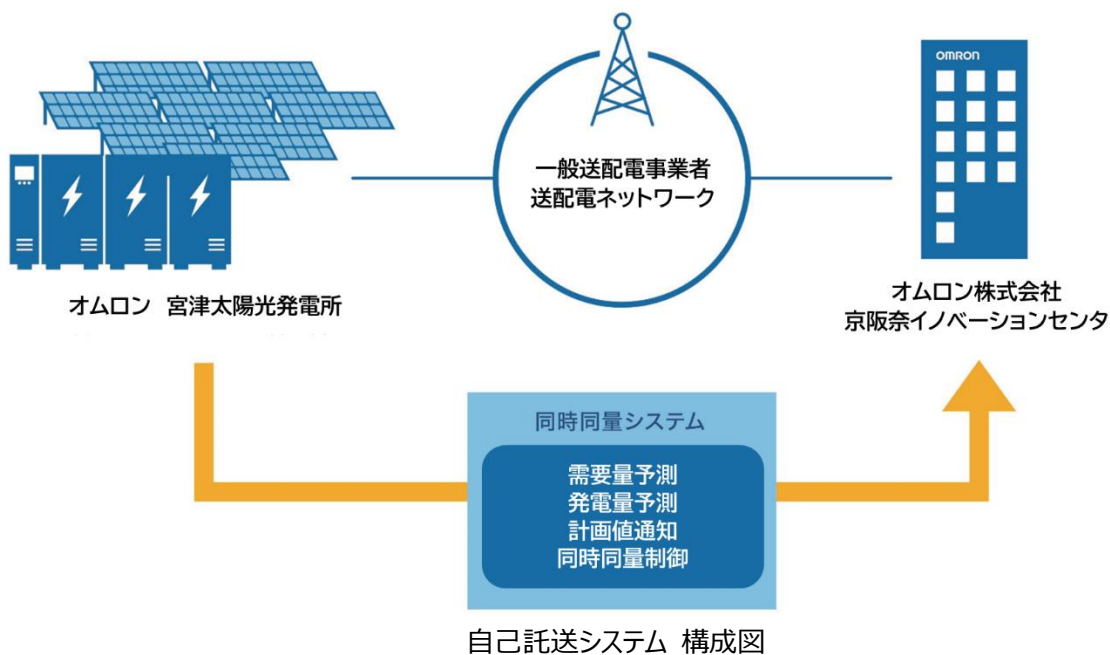 OMRON
一般送配電事業者
送配電ネットワーク
オムロン 宮津太陽光発電所
オムロン株式会社
京阪奈イノベーションセンタ
同時同量システム
需要量予測
発電量予測
計画値通知
同時同量制御
自己託送システム 構成図